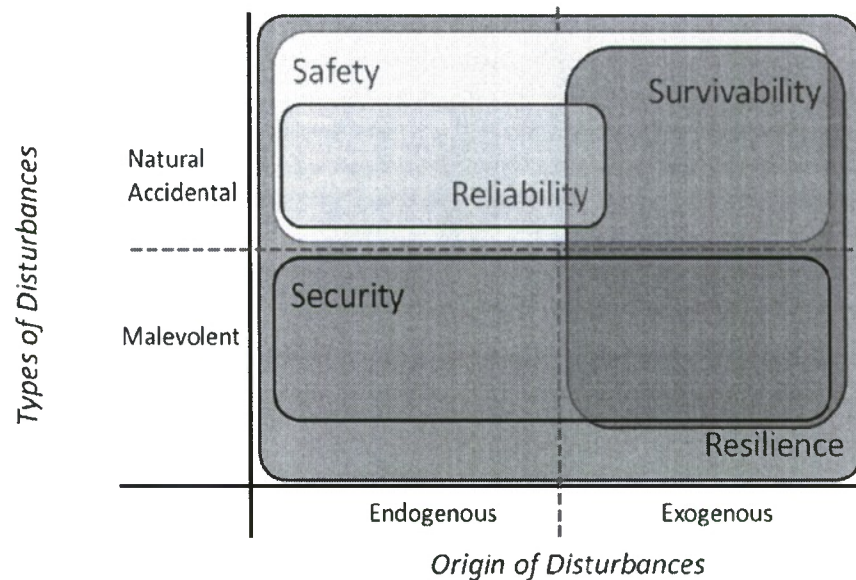 Types of Disturbances
Natural
Accidental
Malevolent
Safety
Survivability
Reliability
Security
Resilience
Endogenous
Exogenous
Origin of Disturbances